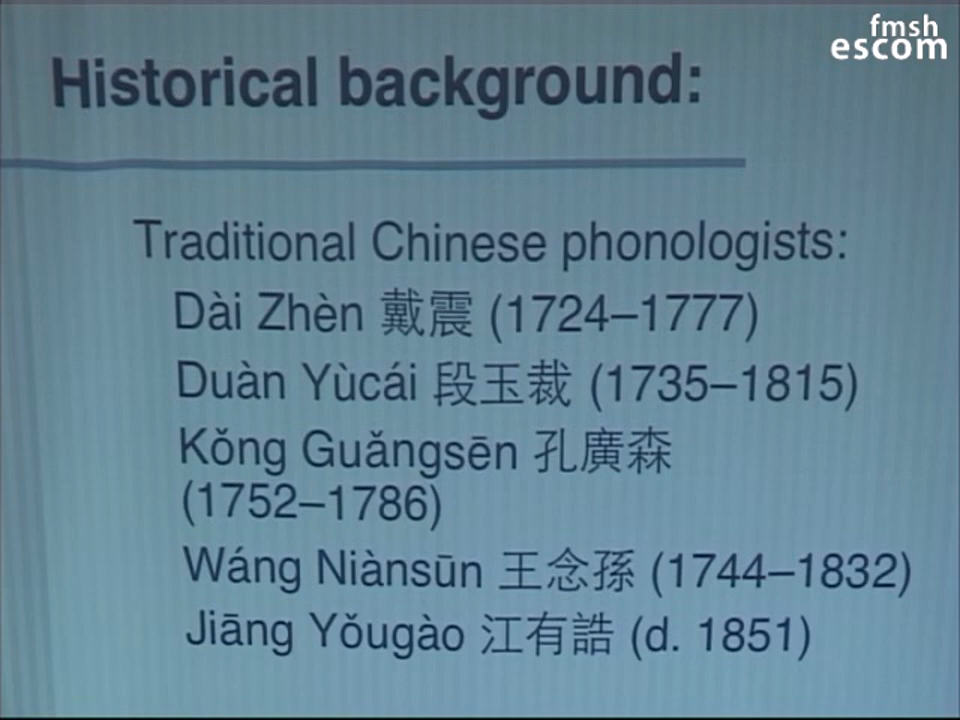 fmsh
escom
Historical background:
Traditional Chinese phonologists:
Dài Zhèn 戴震 (1724–1777)
Duàn Yùcái 段玉裁 (1735–1815)
Kǒng Guǎngsēn 孔廣森
(1752–1786)
Wáng Niànsūn 王念孫 (1744–1832)
Jiāng Yǒugào 江有誥 (d. 1851)